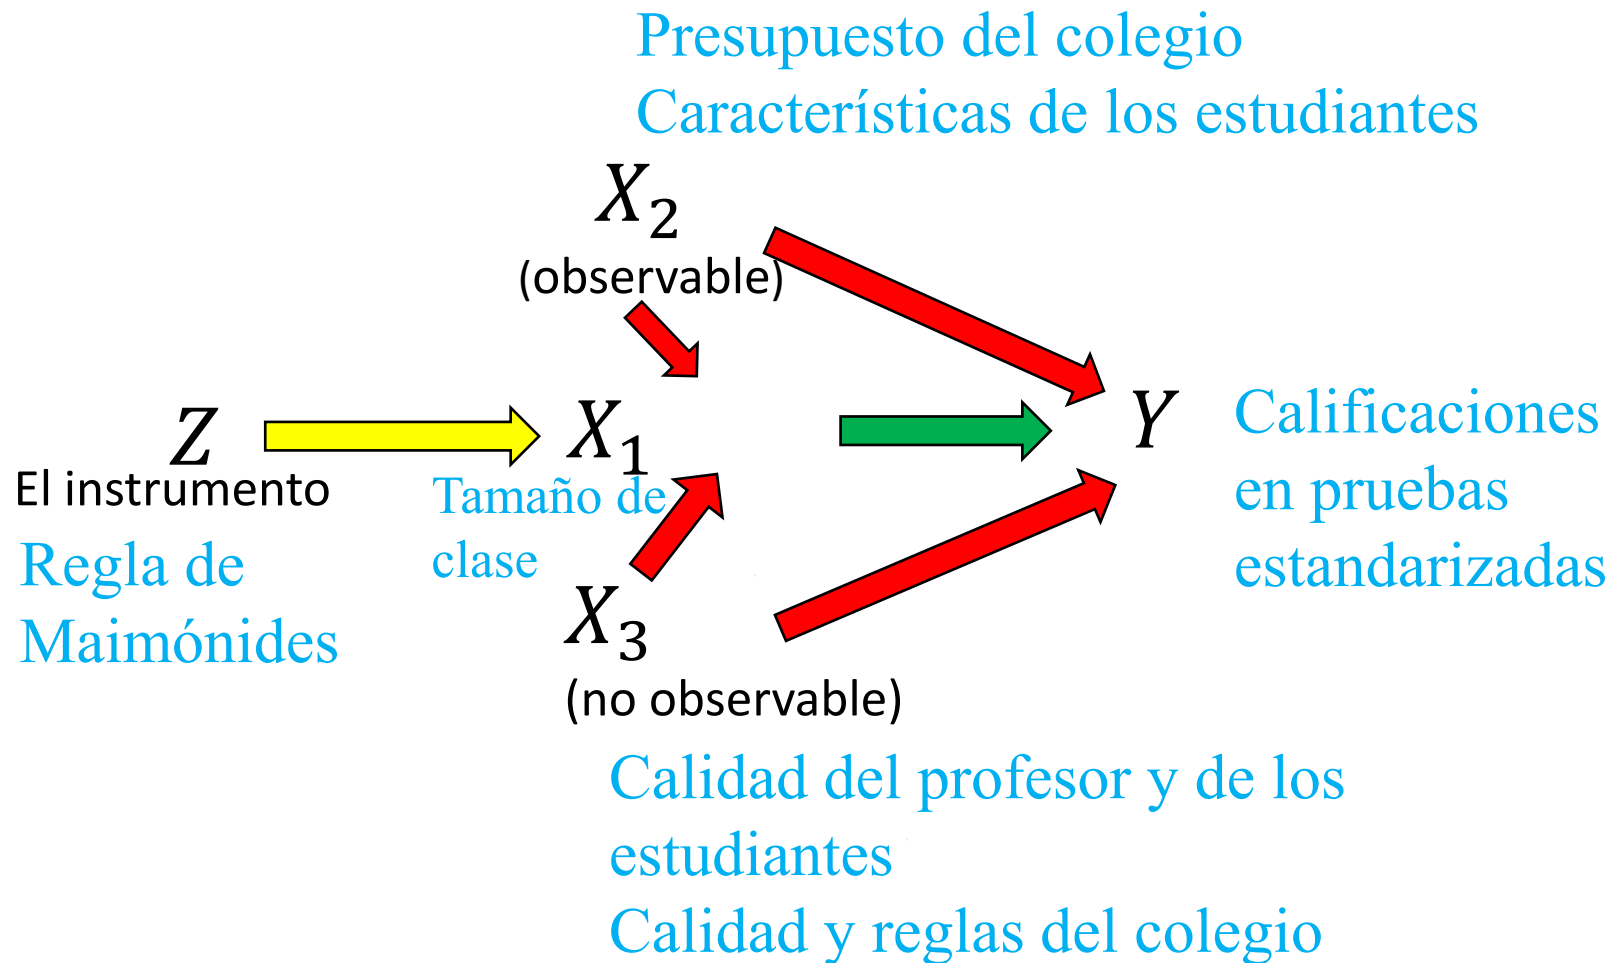 Presupuesto del colegio
Características de los estudiantes
X₂
(observable)
Z
El instrumento
Regla de
Maimónides
X₁
Tamaño de
clase
Y
Calificaciones
en pruebas
estandarizadas
X₃
(no observable)
Calidad del profesor y de los
estudiantes
Calidad y reglas del colegio